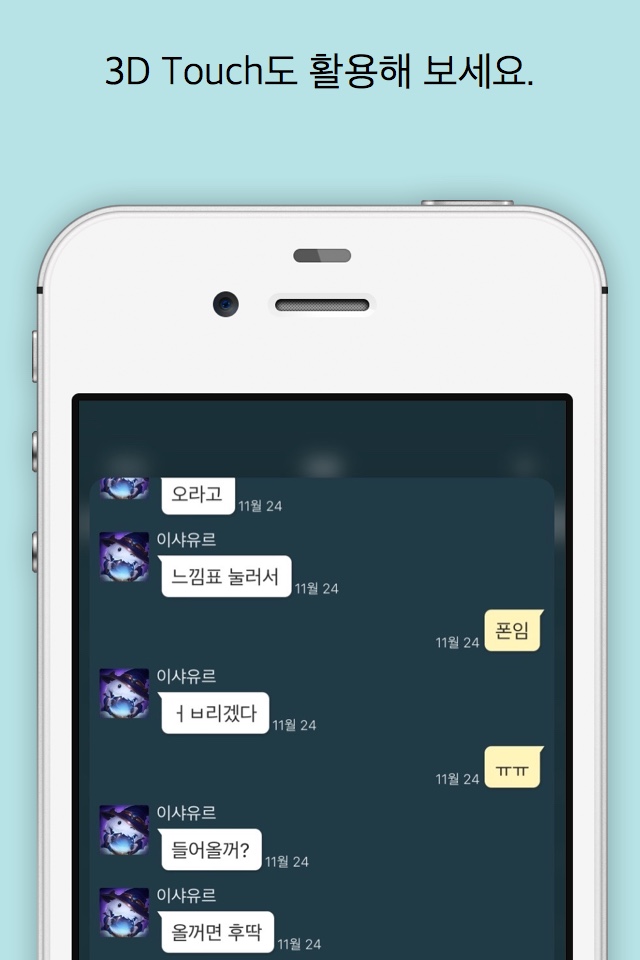 3D Touch도 활용해 보세요.
오라고
11월 24
이샤유르
느낌표 눌러서
11월 24
폰임
11월 24
이샤유르
ㅓㅂ리겠다
11월 24
ㅠㅠ
11월 24
이샤유르
들어올꺼?
11월 24
이샤유르
올꺼면 후딱
11월 24